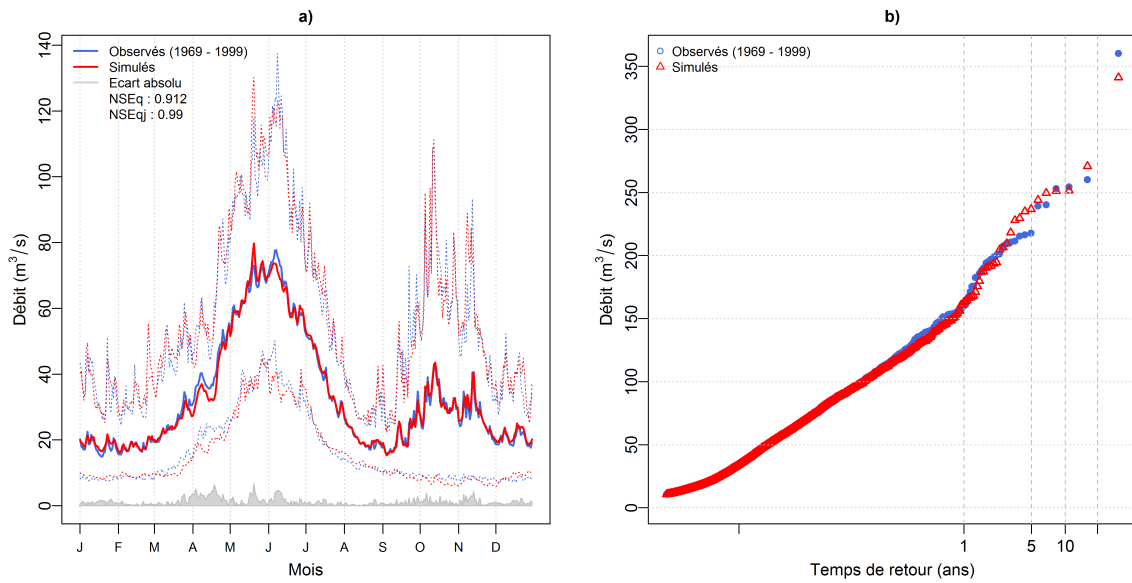 a)
Observés (1969 - 1999)
Simulés
Ecart absolu
NSEq : 0.912
NSEqj : 0.99
Débit (m³/s)
140
120
100
80
60
40
20
0
J F M A M J J A S O N D
Mois
b)
Observés (1969 - 1999)
Simulés
Débit (m³/s)
350
300
250
200
150
100
50
0
1 5 10
Temps de retour (ans)